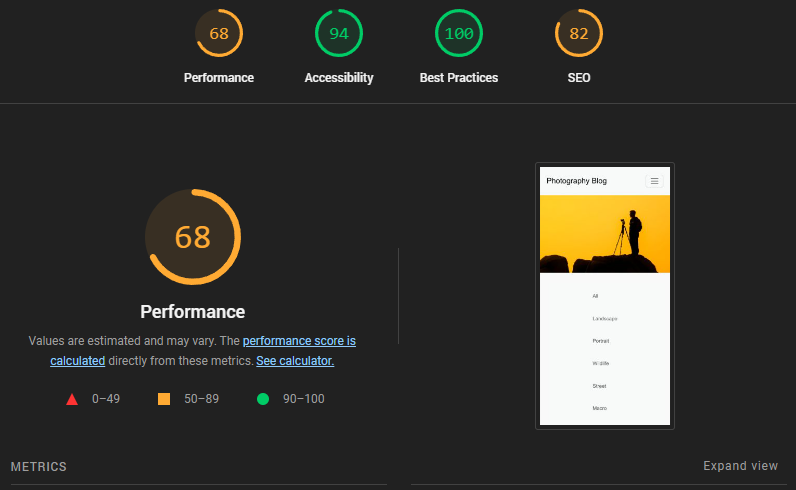 68
94
100
82
Performance
Accessibility
Best Practices
SEO
68
Performance
Values are estimated and may vary. The performance score is
calculated directly from these metrics. See calculator.
0–49
50–89
90–100
Photography Blog
All
Landscape
Portrait
Wildlife
Street
Macro
METRICS
Expand view